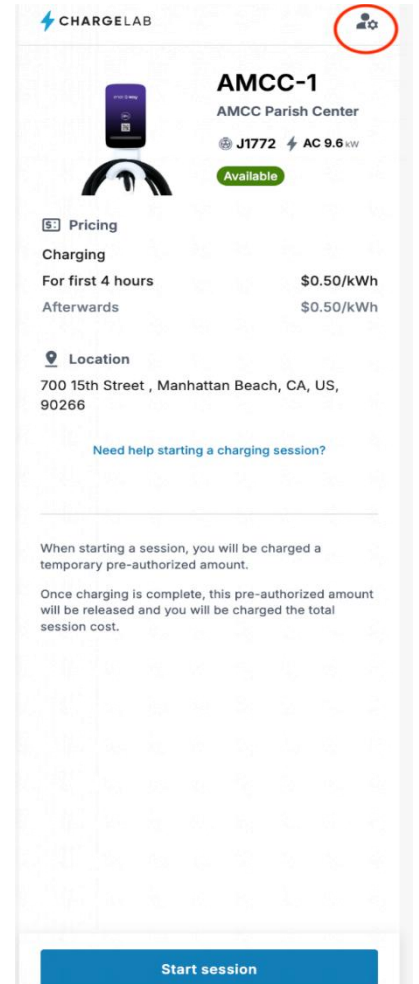 CHARGELAB
AMCC-1
AMCC Parish Center
J1772 AC 9.6 kW
Available
Pricing
Charging
For first 4 hours $0.50/kWh
Afterwards $0.50/kWh
Location
700 15th Street , Manhattan Beach, CA, US,
90266
Need help starting a charging session?
When starting a session, you will be charged a
temporary pre-authorized amount.
Once charging is complete, this pre-authorized amount
will be released and you will be charged the total
session cost.
Start session